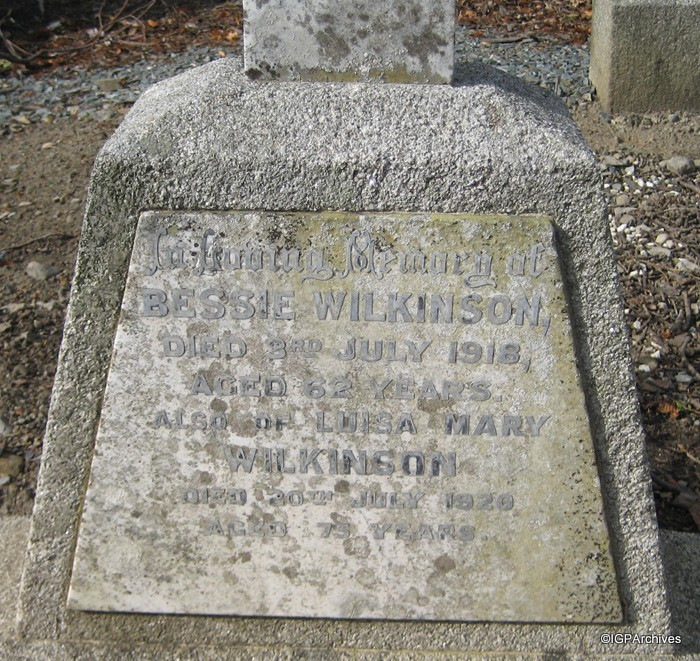 In Loving Memory of
BESSIE WILKINSON,
DIED 3RD JULY 1918,
AGED 62 YEARS.
ALSO OF LUISA MARY
WILKINSON
DIED 20TH JULY 1928
AGED 75 YEARS.
©IGPArchives